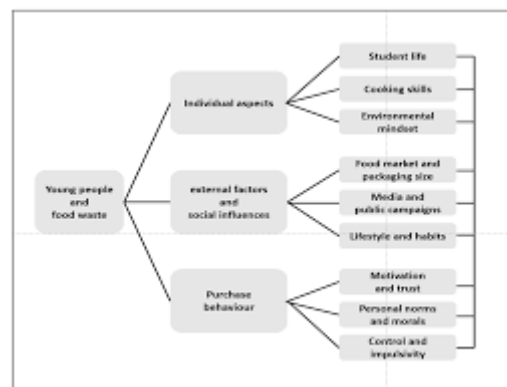 Young people
and
food waste
Individual aspects
external factors
and
social influences
Purchase
behaviour
Student life
Cooking skills
Environmental
mindset
Food market and
packaging size
Media and
public campaigns
Lifestyle and habits
Motivation
and trust
Personal norms
and morals
Control and
impulsivity